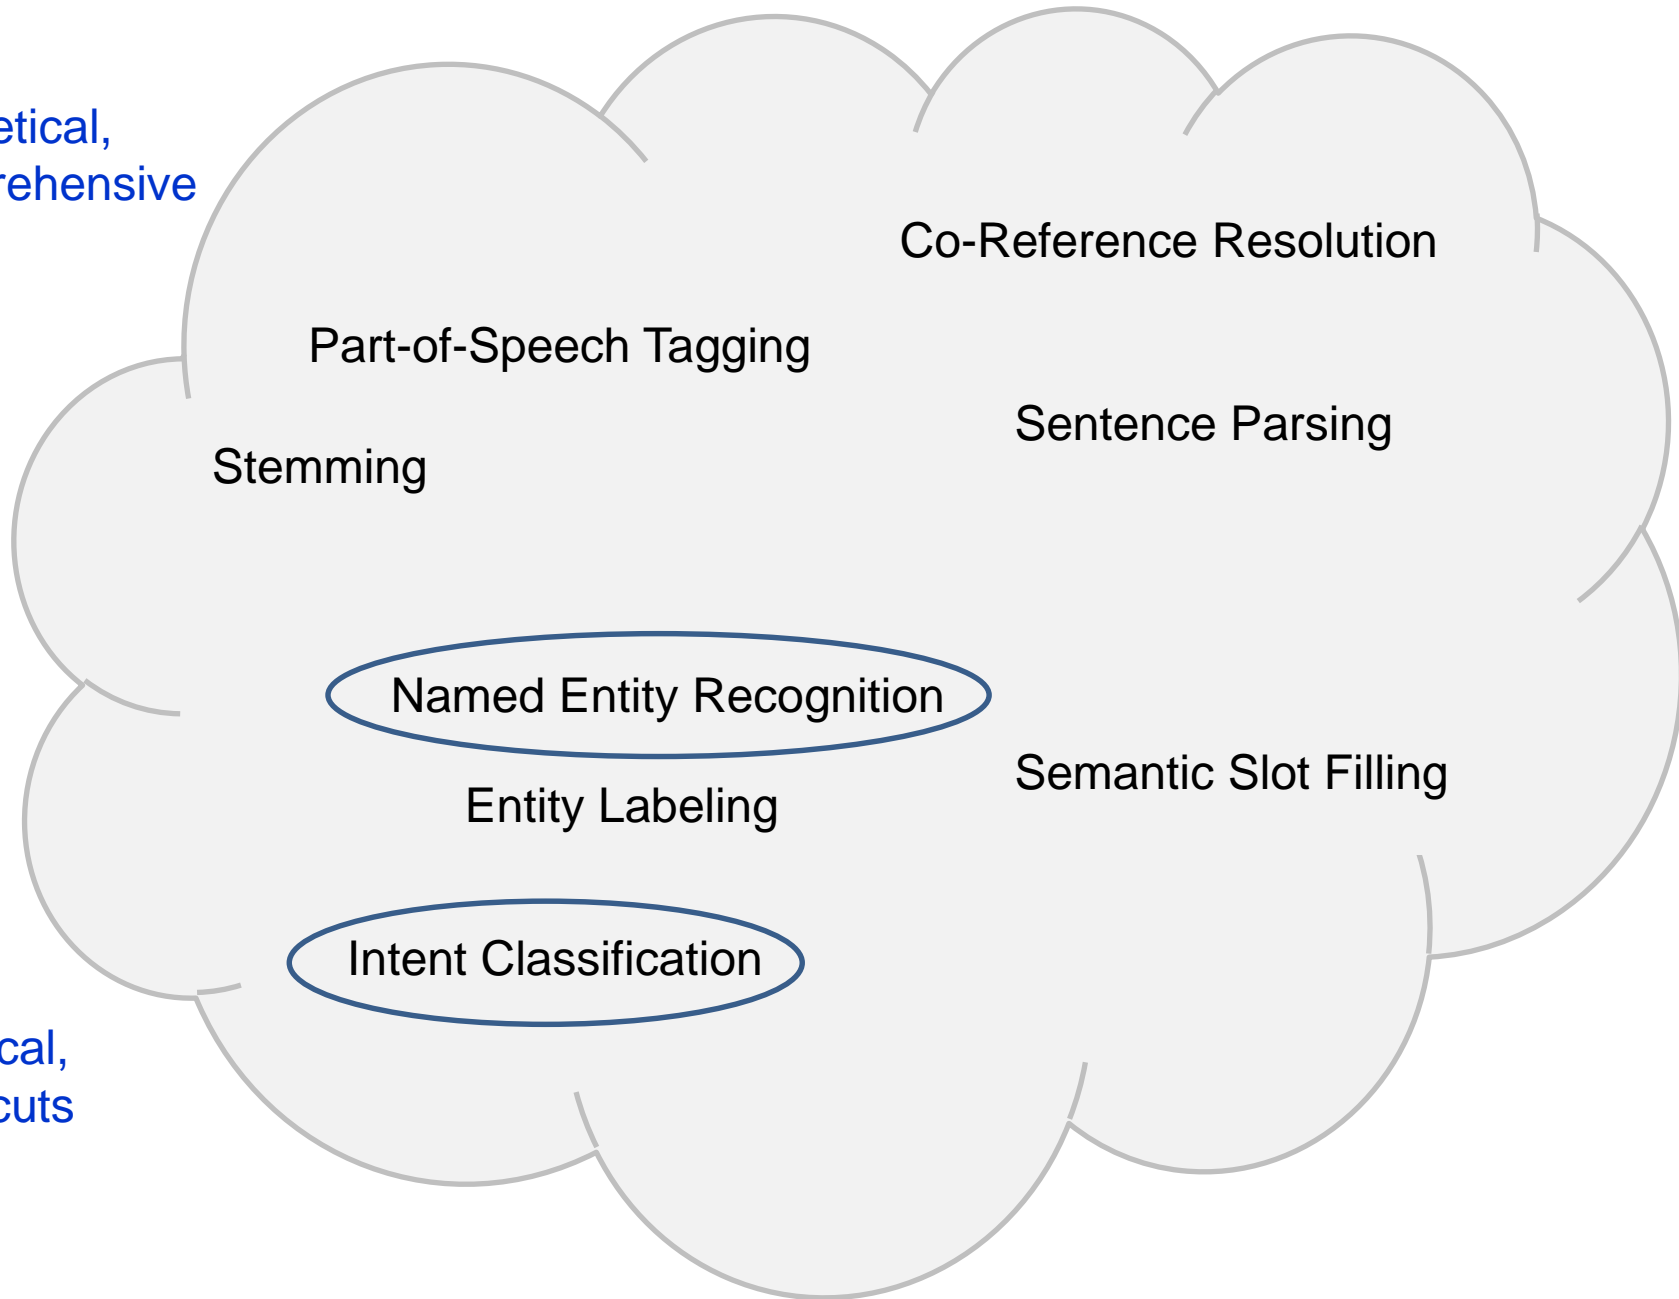 etical,
rehensive
Co-Reference Resolution
Part-of-Speech Tagging
Sentence Parsing
Stemming
Named Entity Recognition
Semantic Slot Filling
Entity Labeling
Intent Classification
cal,
cuts